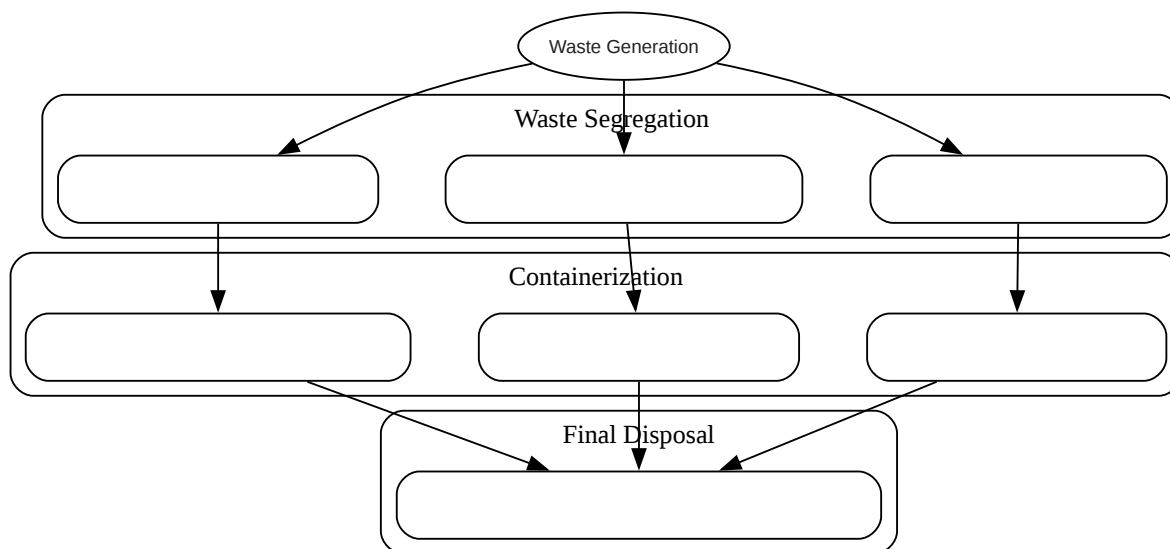 Waste Generation
Waste Segregation
Containerization
Final Disposal